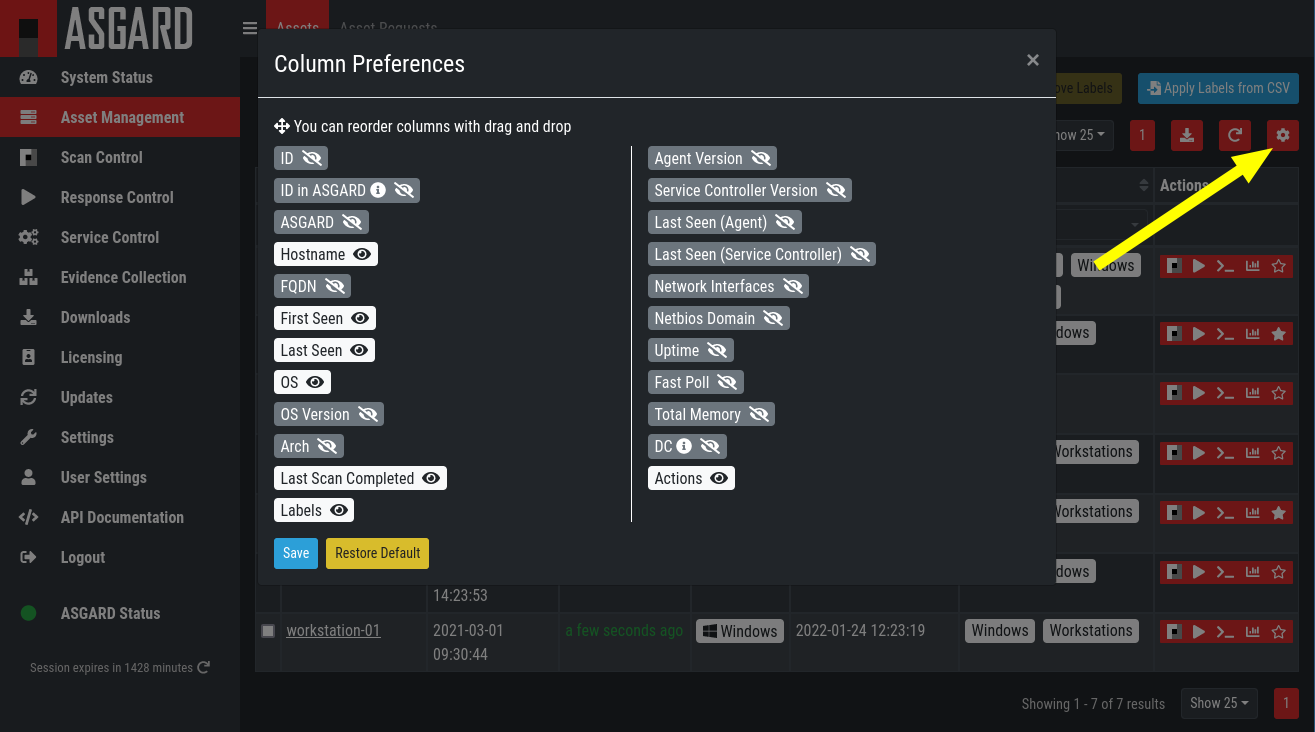 ASGARD
Assets
Asset Requests
System Status
Asset Management
Scan Control
Response Control
Service Control
Evidence Collection
Downloads
Licensing
Updates
Settings
User Settings
API Documentation
Logout
ASGARD Status
Session expires in 1428 minutes
Column Preferences
×
You can reorder columns with drag and drop
ID
ID in ASGARD
ASGARD
Hostname
FQDN
First Seen
Last Seen
OS
OS Version
Arch
Last Scan Completed
Labels
Agent Version
Service Controller Version
Last Seen (Agent)
Last Seen (Service Controller)
Network Interfaces
Netbios Domain
Uptime
Fast Poll
Total Memory
DC
Actions
Save
Restore Default
Labels
Apply Labels from CSV
25
1
Actions
Workstations
Workstations
14:23:53
workstation-01
2021-03-01
09:30:44
a few seconds ago
Windows
2022-01-24 12:23:19
Windows
Workstations
Showing 1 - 7 of 7 results
Show 25
1